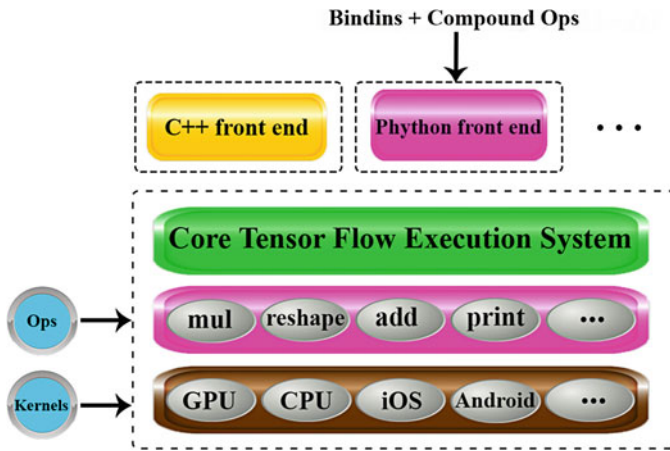 Bindins + Compound Ops
C++ front end
Phython front end
...
Core Tensor Flow Execution System
Ops
mul
reshape
add
print
...
Kernels
GPU
CPU
iOS
Android
...